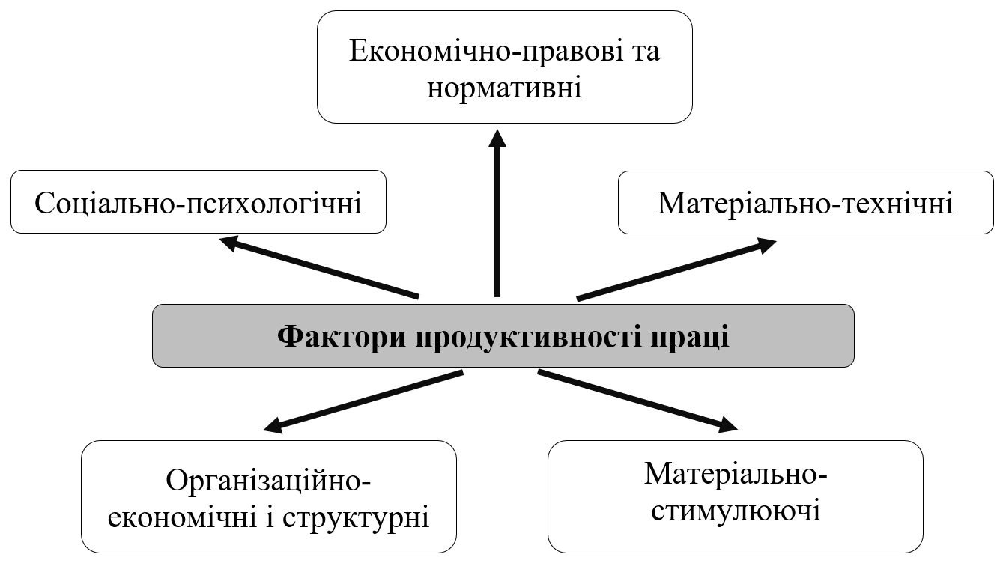 Економічно-правові та
нормативні
Соціально-психологічні
Матеріально-технічні
Фактори продуктивності праці
Організаційно-
економічні і структурні
Матеріально-
стимулюючі